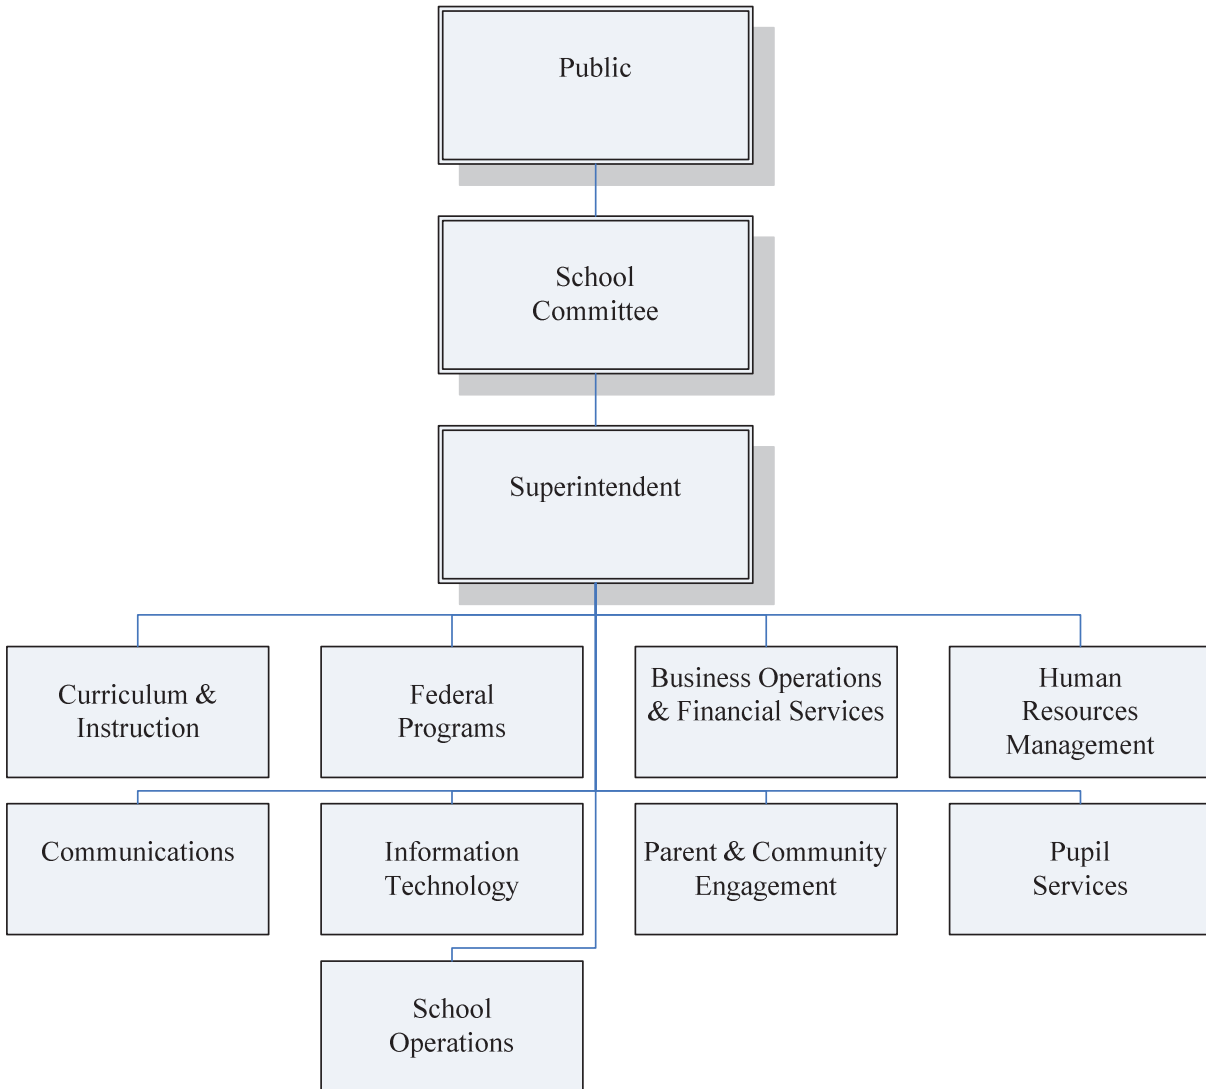 Public
School
Committee
Superintendent
Curriculum &
Instruction
Federal
Programs
Business Operations
& Financial Services
Human
Resources
Management
Communications
Information
Technology
Parent & Community
Engagement
Pupil
Services
School
Operations